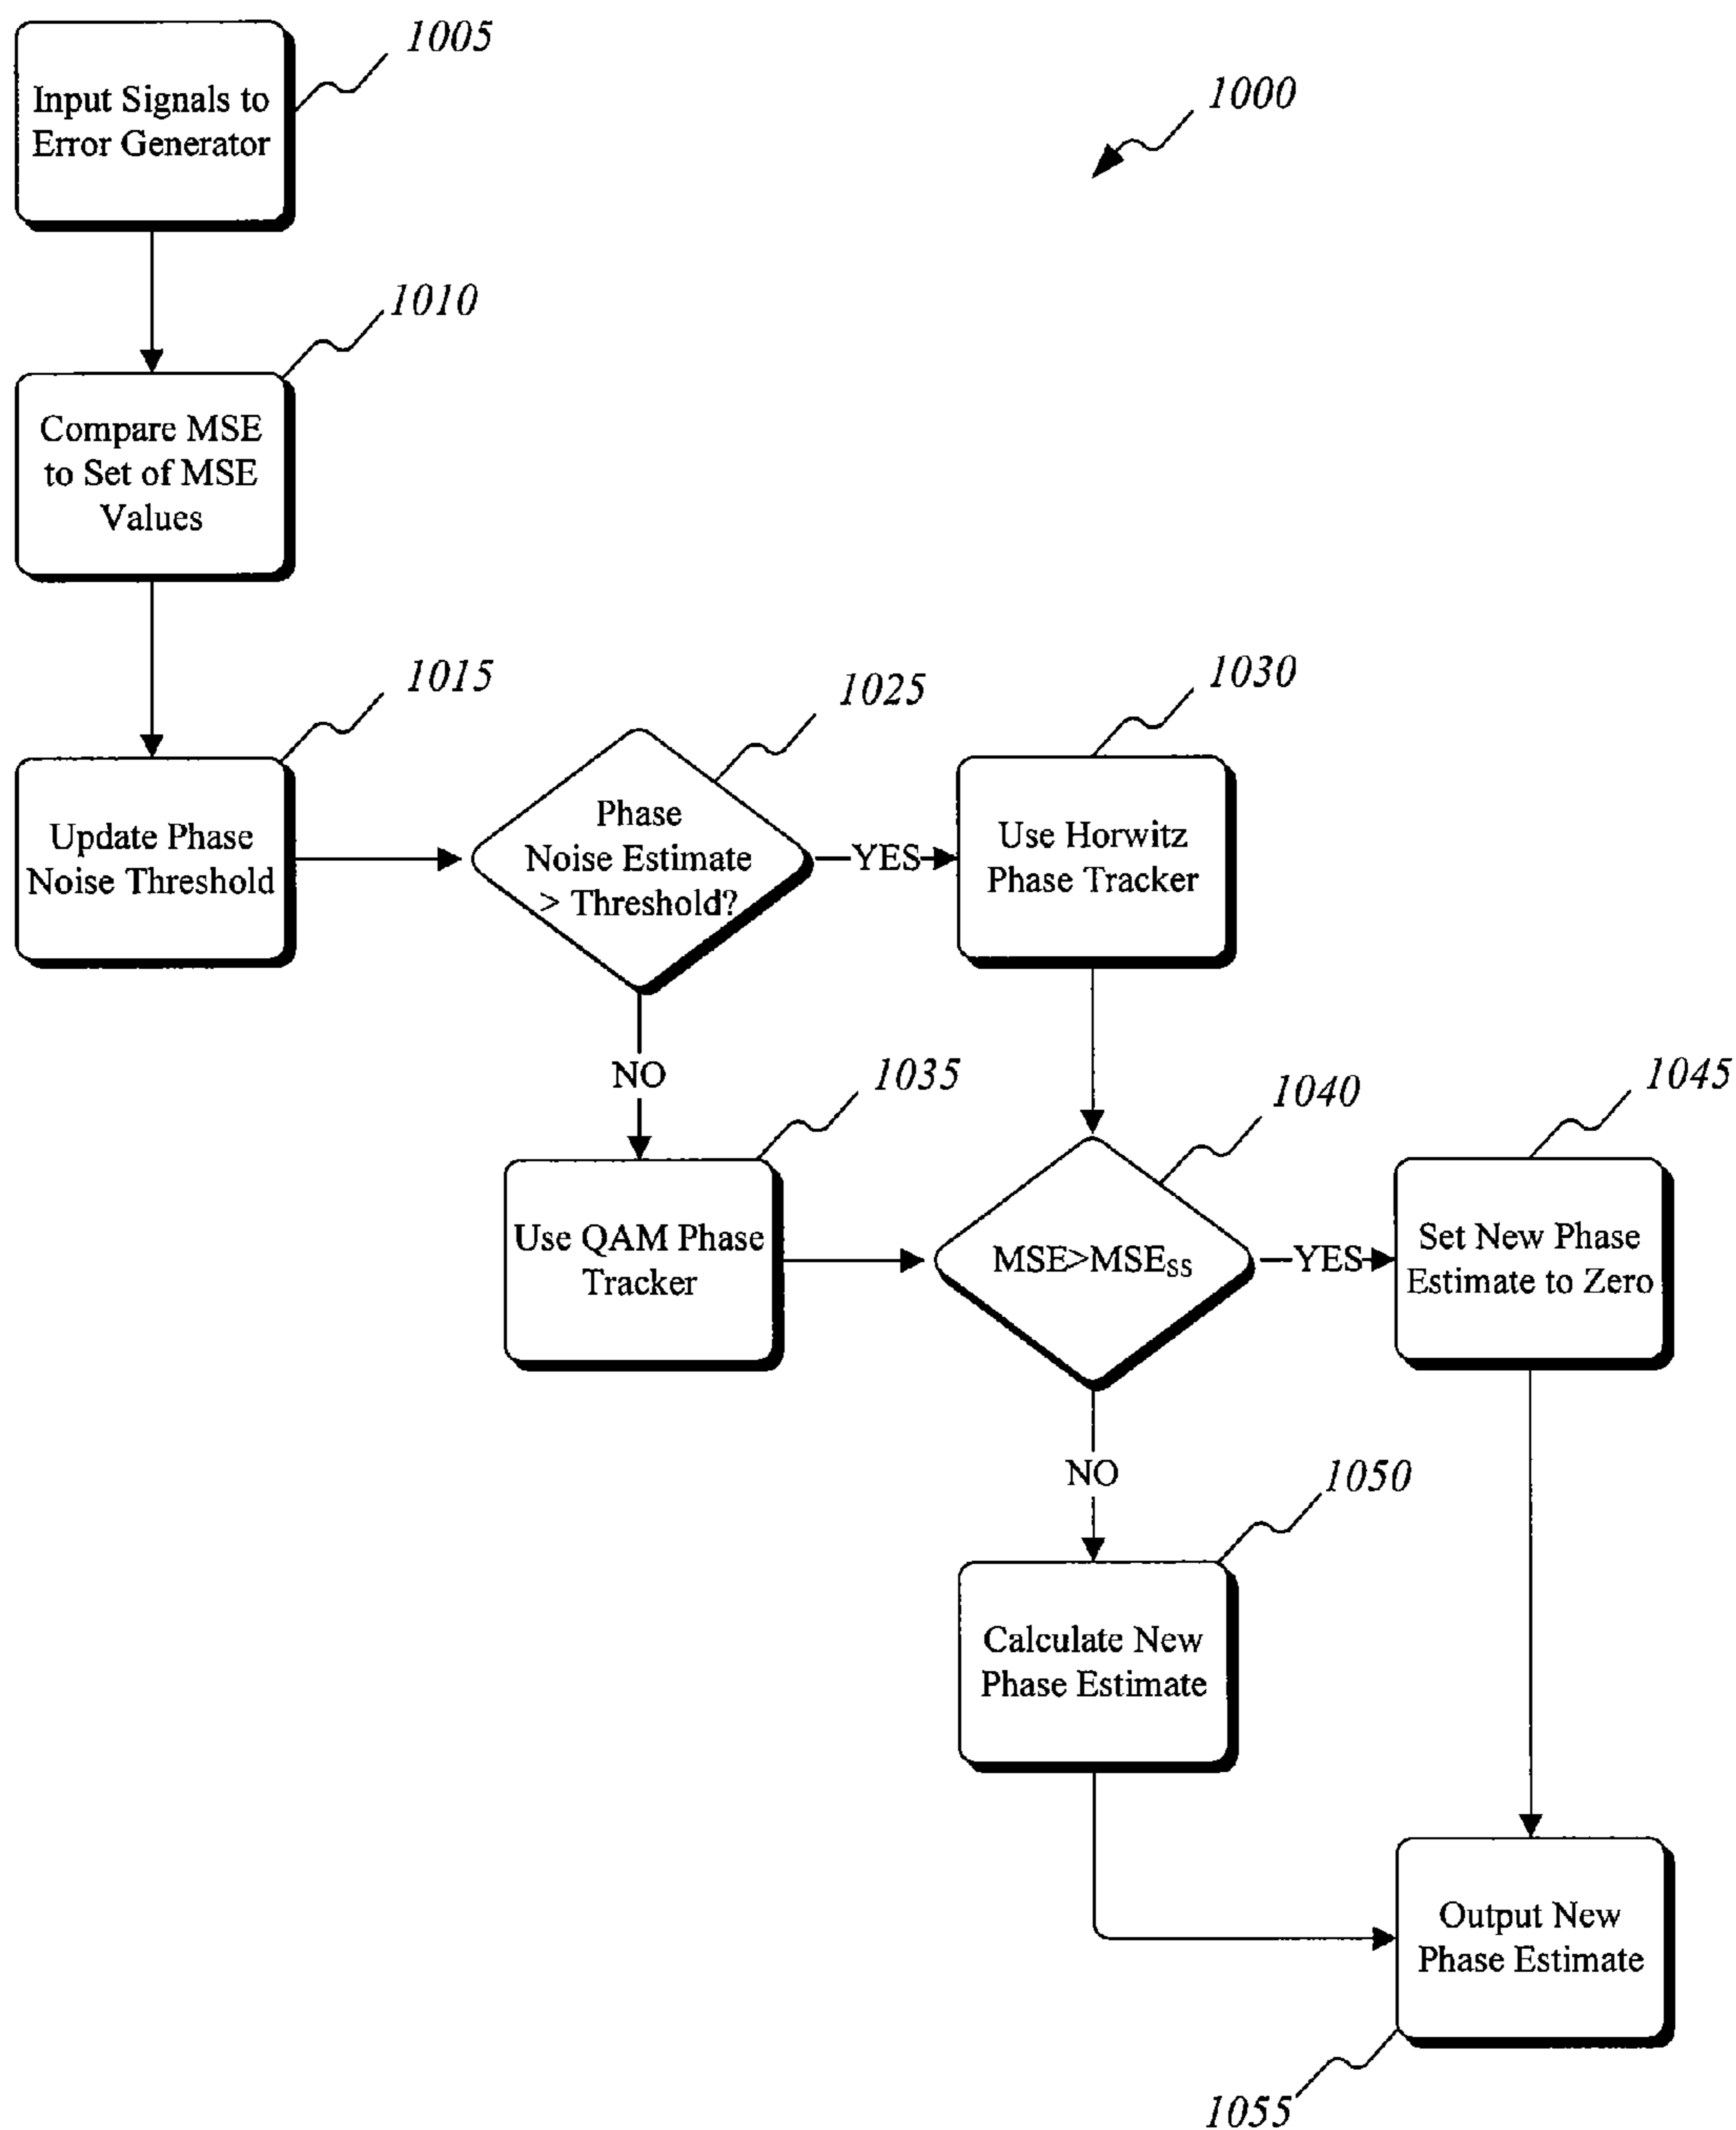 1005
Input Signals to
Error Generator
1000
1010
Compare MSE
to Set of MSE
Values
1015
Update Phase
Noise Threshold
1025
Phase
Noise Estimate
> Threshold?
YES
1030
Use Horwitz
Phase Tracker
NO
1035
Use QAM Phase
Tracker
1040
MSE>MSEss
YES
1045
Set New Phase
Estimate to Zero
NO
1050
Calculate New
Phase Estimate
Output New
Phase Estimate
1055